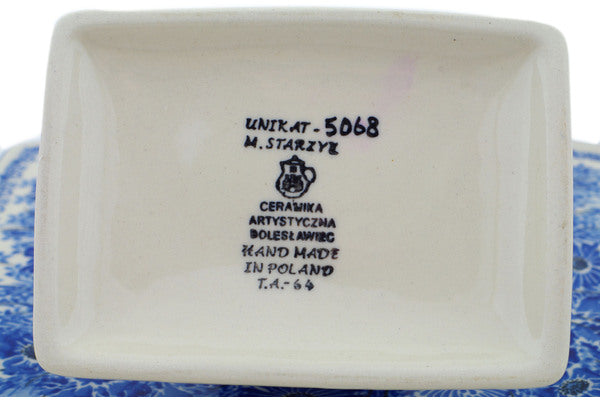 UNIKAT-5068
M. STARZYK
CERAMIKA
ARTYSTYCZNA
BOLESŁAWIEC
HAND MADE
IN POLAND
T.A.-64